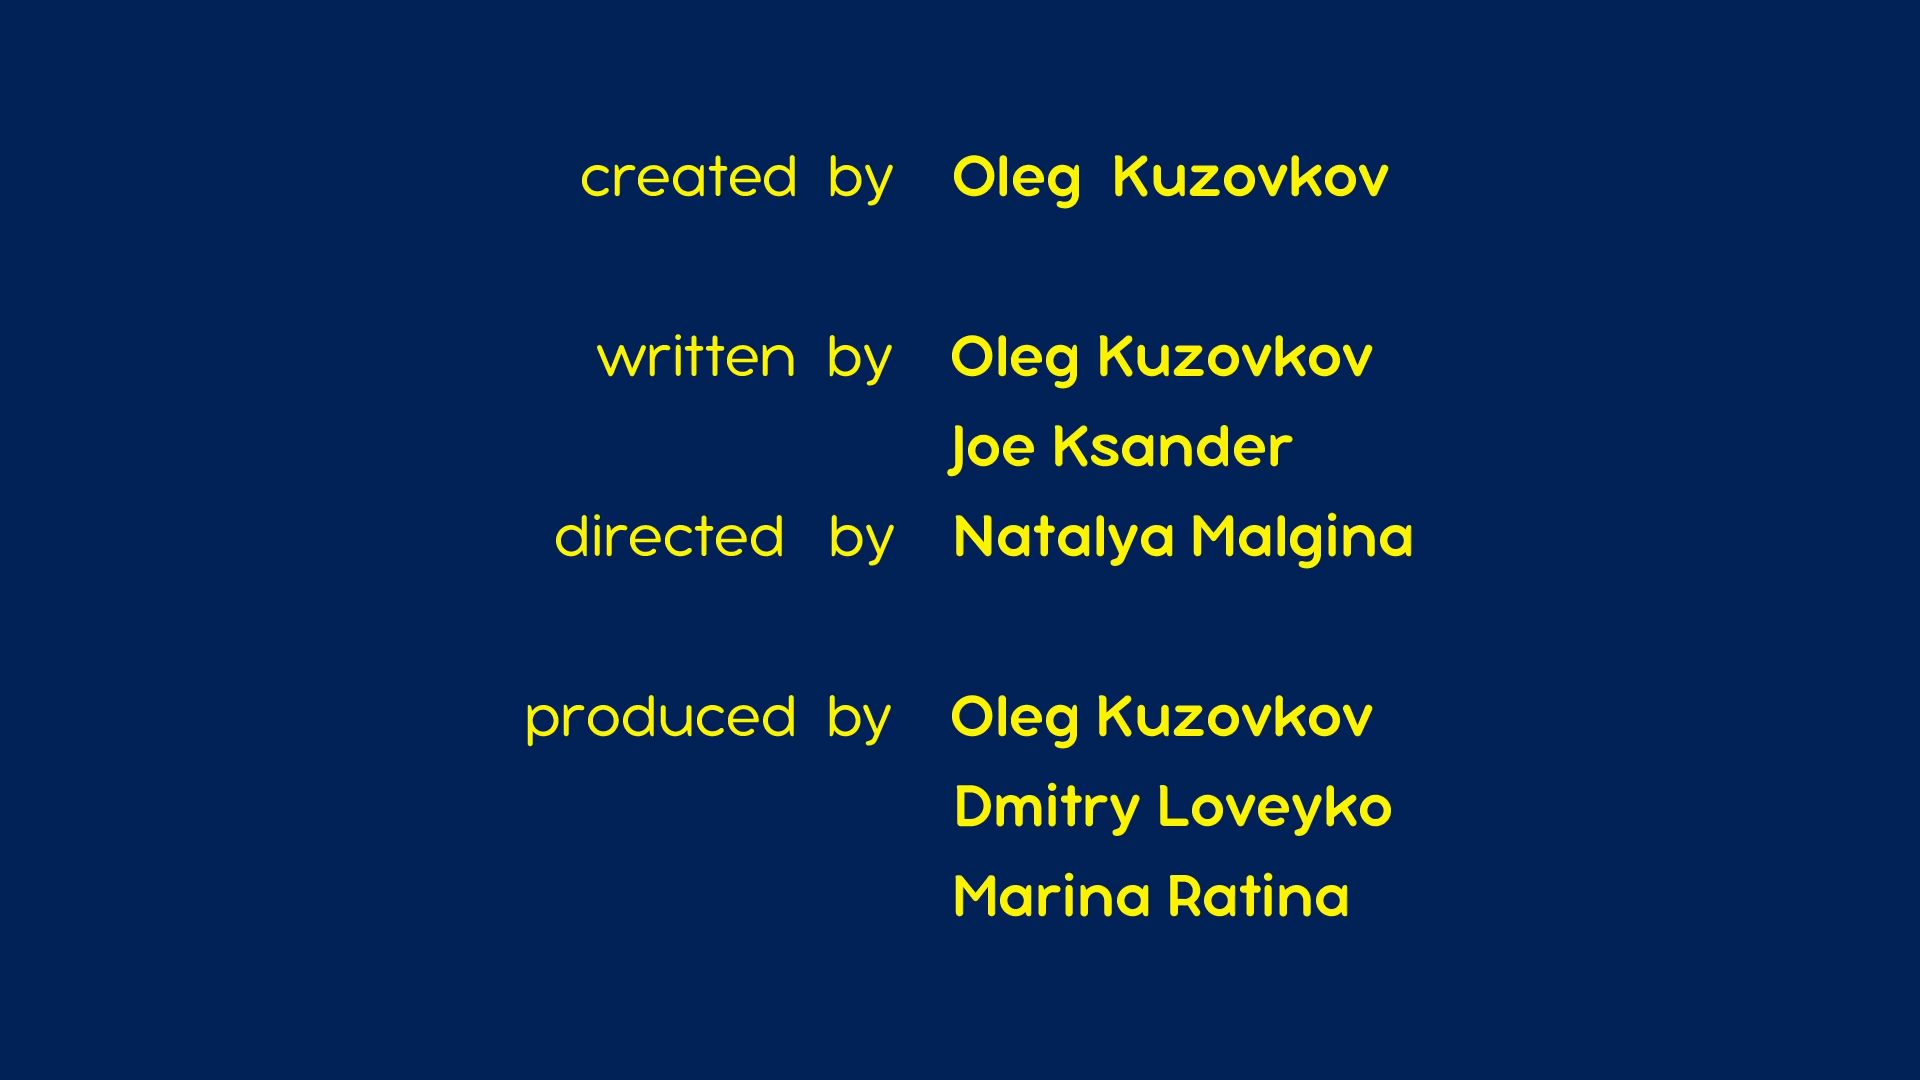 created by Oleg Kuzovkov
written by Oleg Kuzovkov
Joe Ksander
directed by Natalya Malgina
produced by Oleg Kuzovkov
Dmitry Loveyko
Marina Ratina